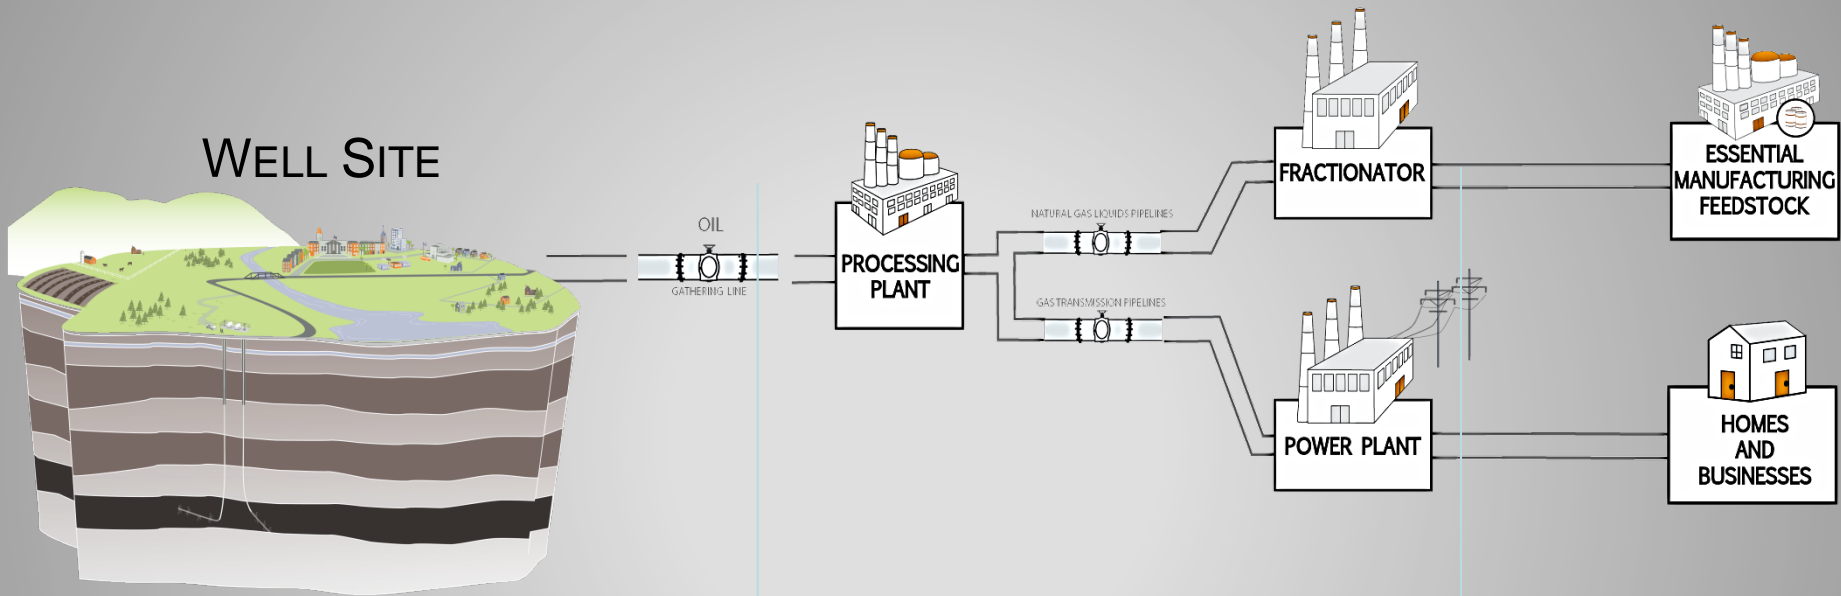 WELL SITE
OIL
GATHERING LINE
PROCESSING
PLANT
NATURAL GAS LIQUIDS PIPELINES
GAS TRANSMISSION PIPELINES
FRACTIONATOR
POWER PLANT
ESSENTIAL
MANUFACTURING
FEEDSTOCK
HOMES
AND
BUSINESSES